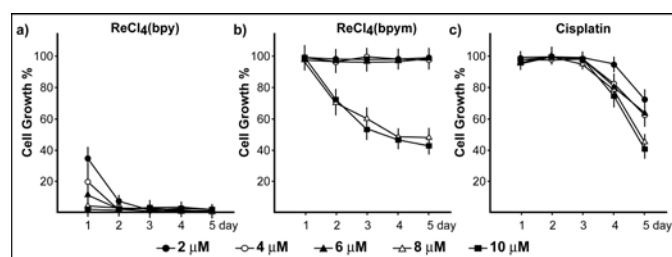 a) ReCl4(bpy) b) ReCl4(bpym) c) Cisplatin
Cell Growth % Cell Growth % Cell Growth %
100 100 100
80 80 80
60 60 60
40 40 40
20 20 20
1 2 3 4 5 day 1 2 3 4 5 day 1 2 3 4 5 day
2 μM 4 μM 6 μM 8 μM 10 μM